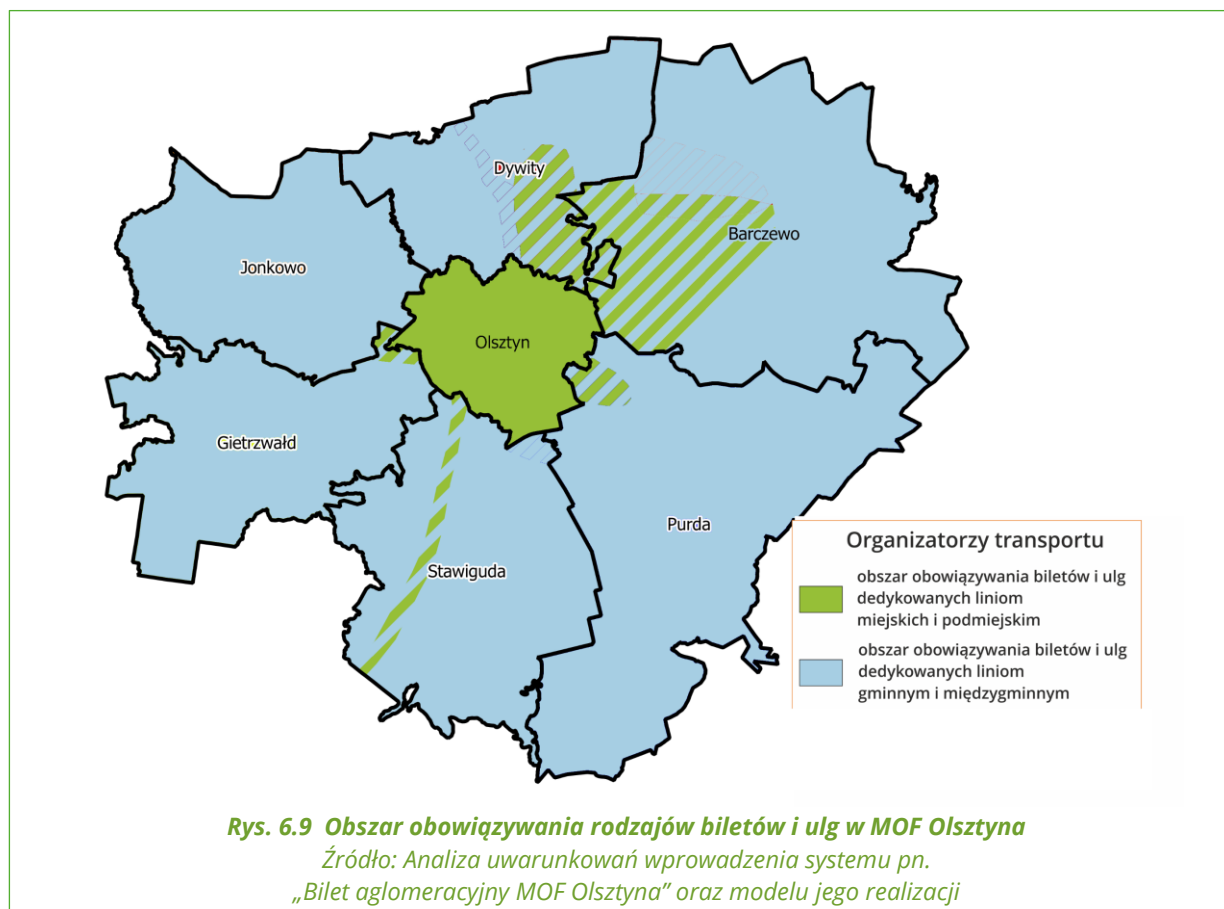 Dywity
Barczewo
Jonkowo
Olsztyn
Gietrzwałd
Purda
Stawiguda
Organizatorzy transportu
obszar obowiązywania biletów i ulg
dedykowanych liniom
miejskich i podmiejskim
obszar obowiązywania biletów i ulg
dedykowanych liniom
gminnym i międzygminnym
Rys. 6.9 Obszar obowiązywania rodzajów biletów i ulg w MOF Olsztyna
Źródło: Analiza uwarunkowań wprowadzenia systemu pn.
„Bilet aglomeracyjny MOF Olsztyna” oraz modelu jego realizacji